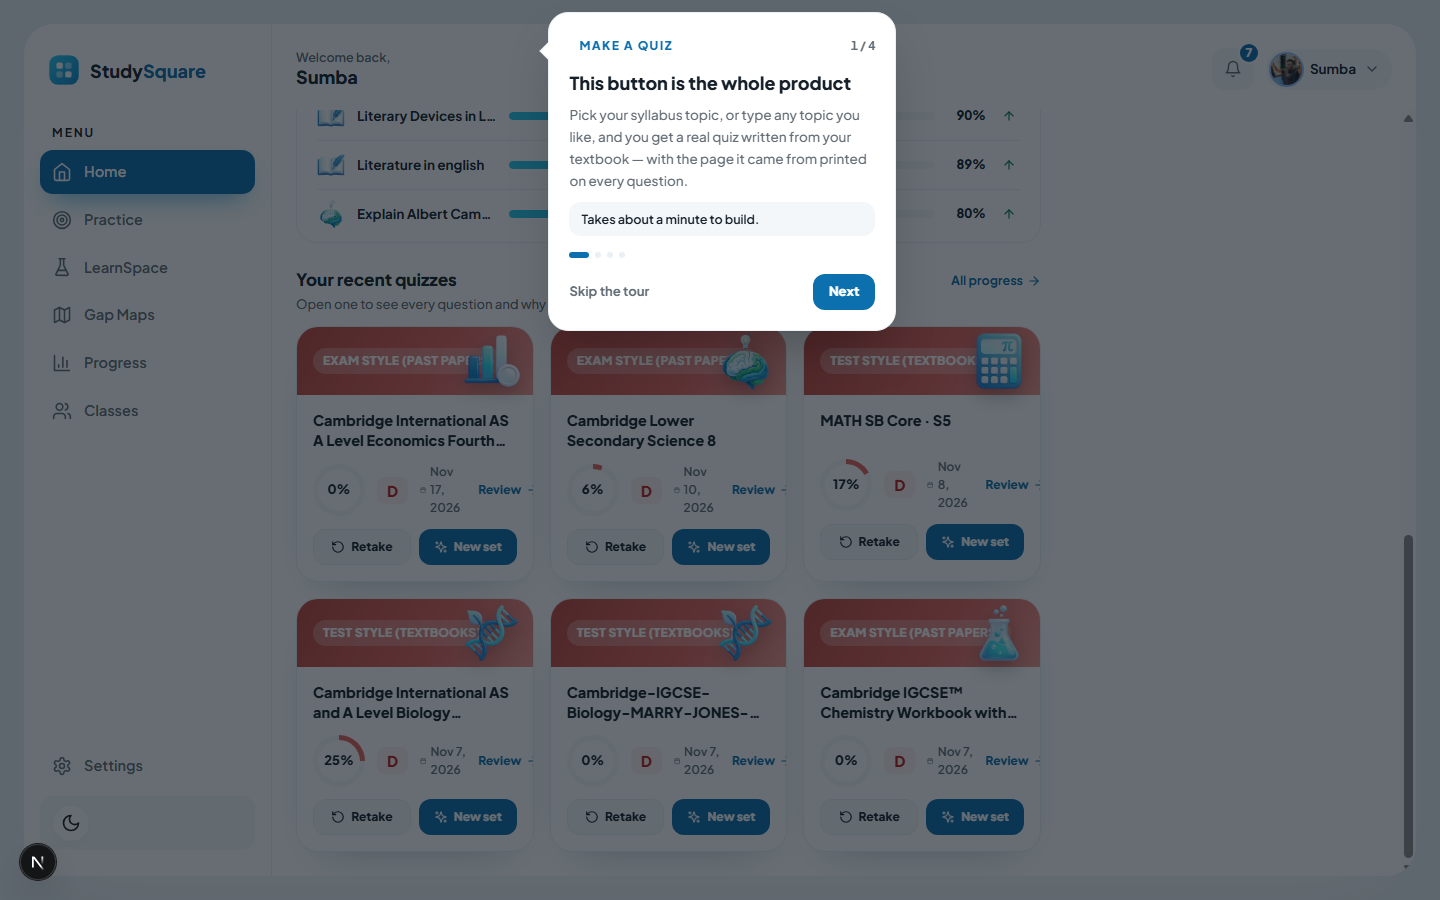 StudySquare
MENU
Home
Practice
LearnSpace
Gap Maps
Progress
Classes
Settings
Welcome back,
Sumba
7
Sumba
MAKE A QUIZ
1/4
This button is the whole product
Pick your syllabus topic, or type any topic you
like, and you get a real quiz written from your
textbook — with the page it came from printed
on every question.
Takes about a minute to build.
Skip the tour
Next
Literary Devices in L...
90%
Literature in english
89%
Explain Albert Cam...
80%
Your recent quizzes
Open one to see every question and why
All progress
EXAM STYLE (PAST PAP
Cambridge International AS
A Level Economics Fourth...
0%
D
Nov
17,
2026
Review
Retake
New set
EXAM STYLE (PAST PAPE
Cambridge Lower
Secondary Science 8
6%
D
Nov
10,
2026
Review
Retake
New set
TEST STYLE (TEXTBOOK
MATH SB Core · S5
17%
D
Nov
8,
2026
Review
Retake
New set
TEST STYLE (TEXTBOOKS
Cambridge International AS
and A Level Biology...
25%
D
Nov 7,
2026
Review
Retake
New set
TEST STYLE (TEXTBOOKS
Cambridge-IGCSE-
Biology-MARRY-JONES-...
0%
D
Nov 7,
2026
Review
Retake
New set
EXAM STYLE (PAST PAPER
Cambridge IGCSE™
Chemistry Workbook with...
0%
D
Nov 7,
2026
Review
Retake
New set
N